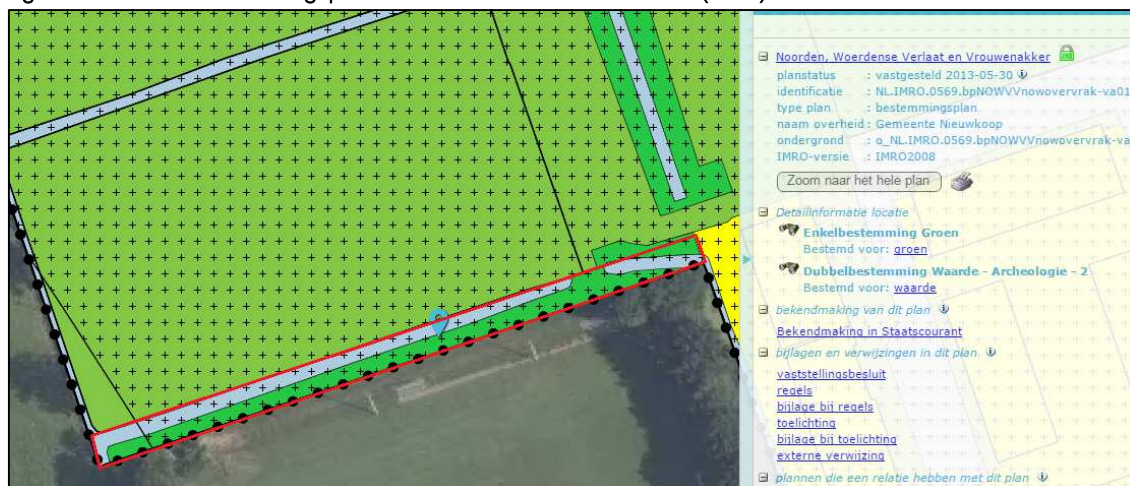 Noorden, Woerdense Verlaat en Vrouwenakker
planstatus : vastgesteld 2013-05-30
identificatie : NL.IMRO.0569.bpNOWVVnowovervrak-va01
type plan : bestemmingsplan
naam overheid : Gemeente Nieuwkoop
ondergrond : o_NL.IMRO.0569.bpNOWVVnowovervrak-va
IMRO-versie : IMRO2008
Zoom naar het hele plan
Detailinformatie locatie
Enkelbestemming Groen
Bestemd voor: groen
Dubbelbestemming Waarde - Archeologie - 2
Bestemd voor: waarde
bekendmaking van dit plan
Bekendmaking in Staatscourant
bijlagen en verwijzingen in dit plan
vaststellingsbesluit
regels
bijlage bij regels
toelichting
bijlage bij toelichting
externe verwijzing
plannen die een relatie hebben met dit plan